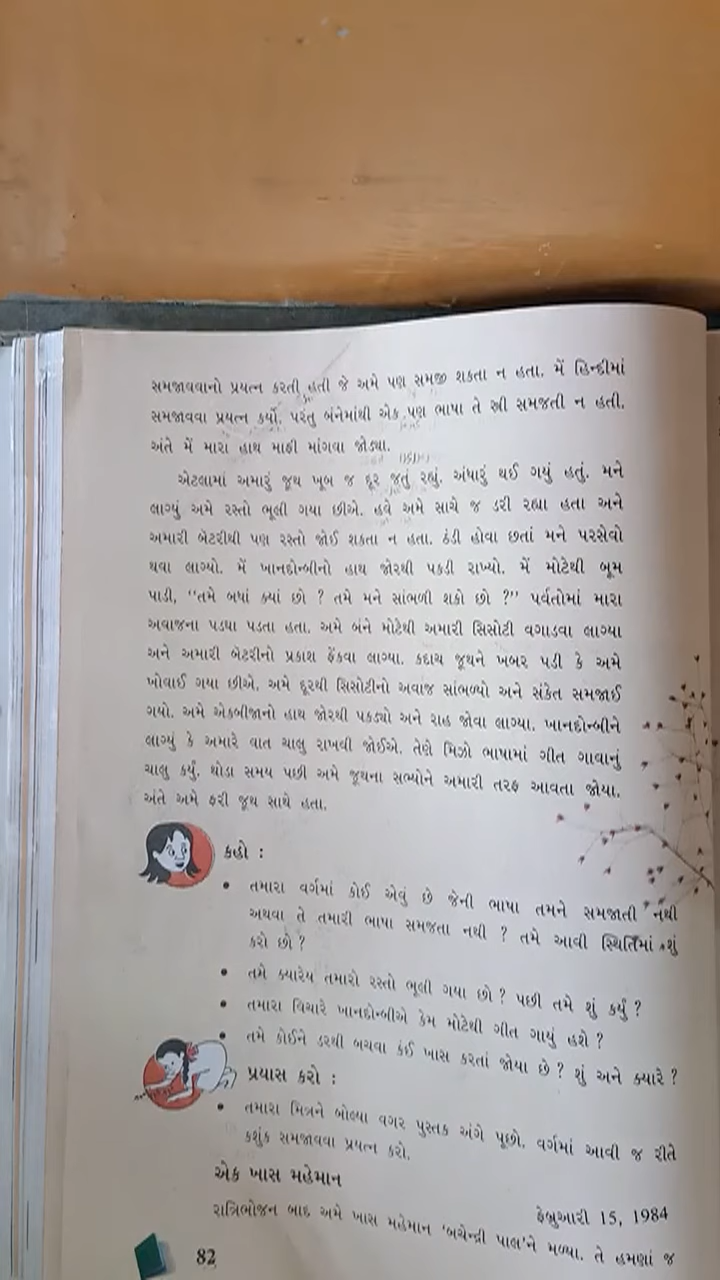 સમજાવવાનો પ્રયત્ન કરતી હતી જે અમે પણ સમજી શકતા ન હતા. મેં હિન્દીમાં
સમજાવવા પ્રયત્ન કર્યો. પરંતુ બંનેમાંથી એક પણ ભાષા તે સ્ત્રી સમજતી ન હતી.
અંતે મેં મારા હાથ માફી માંગવા જોડ્યા.
એટલામાં અમારું જૂથ ખૂબ જ દૂર જતું રહ્યું. અંધારું થઈ ગયું હતું. મને
લાગ્યું અમે રસ્તો ભૂલી ગયા છીએ. હવે અમે સાચે જ ડરી રહ્યા હતા અને
અમારી બૅટરીથી પણ રસ્તો જોઈ શકતા ન હતા. ઠંડી હોવા છતાં મને પરસેવો
થવા લાગ્યો. મેં ખાનદોન્બીનો હાથ જોરથી પકડી રાખ્યો. મેં મોટેથી બૂમ
પાડી, “તમે બધાં ક્યાં છો ? તમે મને સાંભળી શકો છો ?” પર્વતોમાં મારા
અવાજના પડઘા પડતા હતા. અમે બંને મોટેથી અમારી સિસોટી વગાડવા લાગ્યા
અને અમારી બૅટરીનો પ્રકાશ ફેંકવા લાગ્યા. કદાચ જૂથને ખબર પડી કે અમે
ખોવાઈ ગયા છીએ. અમે દૂરથી સિસોટીનો અવાજ સાંભળ્યો અને સંકેત સમજાઈ
ગયો. અમે એકબીજાનો હાથ જોરથી પકડ્યો અને રાહ જોવા લાગ્યા. ખાનદોન્બીને
લાગ્યું કે અમારે વાત ચાલુ રાખવી જોઈએ. તેણે મિઝો ભાષામાં ગીત ગાવાનું
ચાલુ કર્યું. થોડા સમય પછી અમે જૂથના સભ્યોને અમારી તરફ આવતા જોયા.
અંતે અમે ફરી જૂથ સાથે હતા.
કહો :
• તમારા વર્ગમાં કોઈ એવું છે જેની ભાષા તમને સમજાતી નથી
અથવા તે તમારી ભાષા સમજતા નથી ? તમે આવી સ્થિતિમાં શું
કરો છો ?
• તમે ક્યારેય તમારો રસ્તો ભૂલી ગયા છો ? પછી તમે શું કર્યું ?
• તમારા વિચારે ખાનદોન્બીએ કેમ મોટેથી ગીત ગાયું હશે ?
• તમે કોઈને ડરથી બચવા કંઈ ખાસ કરતાં જોયા છે ? શું અને ક્યારે ?
પ્રયાસ કરો :
• તમારા મિત્રને બોલ્યા વગર પુસ્તક અંગે પૂછો. વર્ગમાં આવી જ રીતે
કશુંક સમજાવવા પ્રયત્ન કરો.
એક ખાસ મહેમાન
ફેબ્રુઆરી 15, 1984
રાત્રિભોજન બાદ અમે ખાસ મહેમાન ‘બચેન્દ્રી પાલ’ને મળ્યા. તે હમણાં જ
82